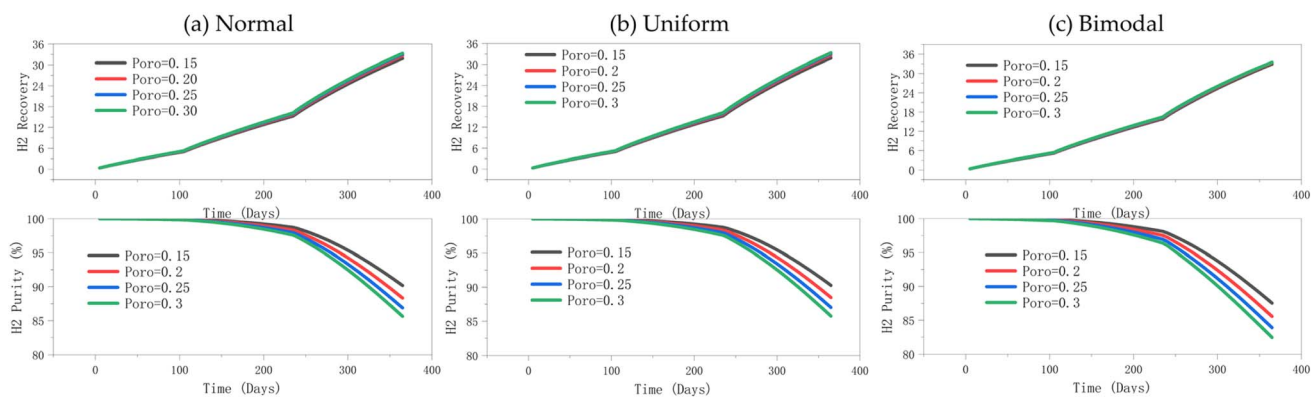 (a) Normal
(b) Uniform
(c) Bimodal
H2 Recovery
36
30
24
18
12
6
0
Poro=0.15
Poro=0.20
Poro=0.25
Poro=0.30
0
100
200
300
400
Time (Days)
H2 Recovery
36
30
24
18
12
6
0
Poro=0.15
Poro=0.2
Poro=0.25
Poro=0.3
0
100
200
300
400
Time (Days)
H2 Recovery
36
30
24
18
12
6
0
Poro=0.15
Poro=0.2
Poro=0.25
Poro=0.3
0
100
200
300
400
Time (Days)
H2 Purity (%)
100
95
90
85
80
Poro=0.15
Poro=0.2
Poro=0.25
Poro=0.3
0
100
200
300
400
Time (Days)
H2 Purity (%)
100
95
90
85
80
Poro=0.15
Poro=0.2
Poro=0.25
Poro=0.3
0
100
200
300
400
Time (Days)
H2 Purity (%)
100
95
90
85
80
Poro=0.15
Poro=0.2
Poro=0.25
Poro=0.3
0
100
200
300
400
Time (Days)